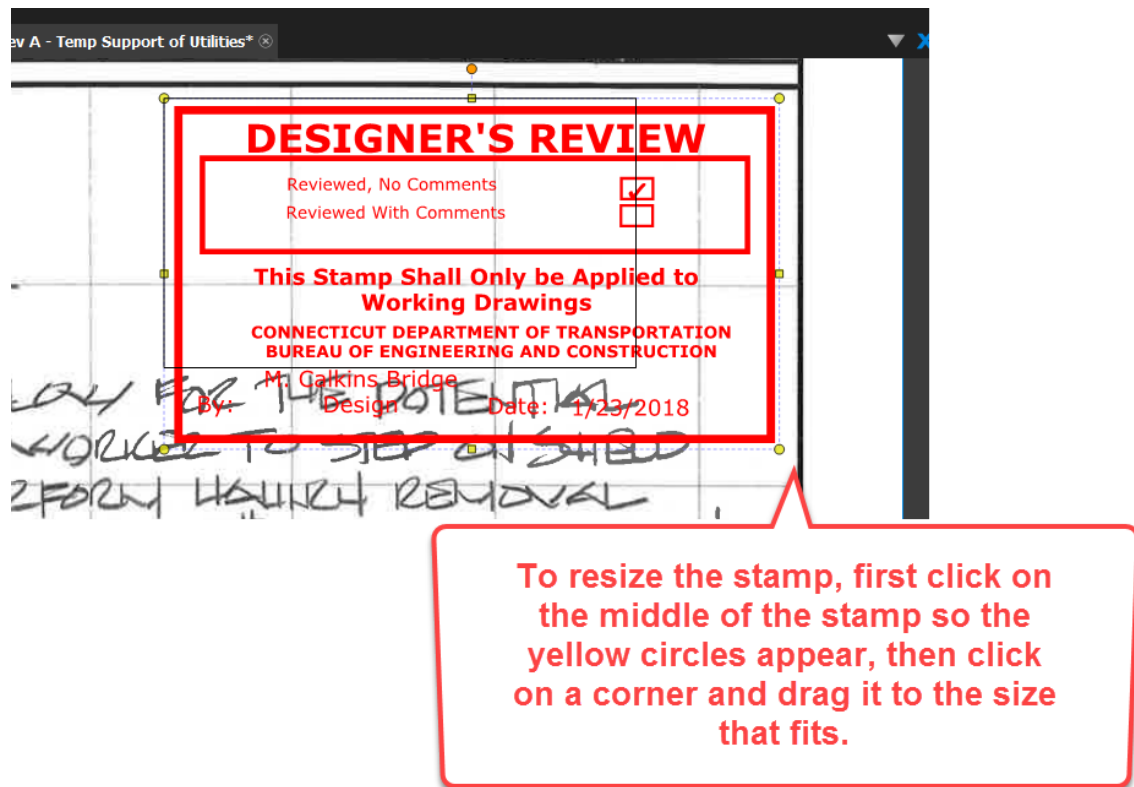 ev A - Temp Support of Utilities*
DESIGNER'S REVIEW
Reviewed, No Comments
Reviewed With Comments
This Stamp Shall Only be Applied to
Working Drawings
CONNECTICUT DEPARTMENT OF TRANSPORTATION
BUREAU OF ENGINEERING AND CONSTRUCTION
M. Calkins Bridge
By: Design Date: 1/23/2018
FOR THE POTENTIAL
WORKER TO STEP ON SHIELD
HAUNCH REMOVAL
To resize the stamp, first click on
the middle of the stamp so the
yellow circles appear, then click
on a corner and drag it to the size
that fits.